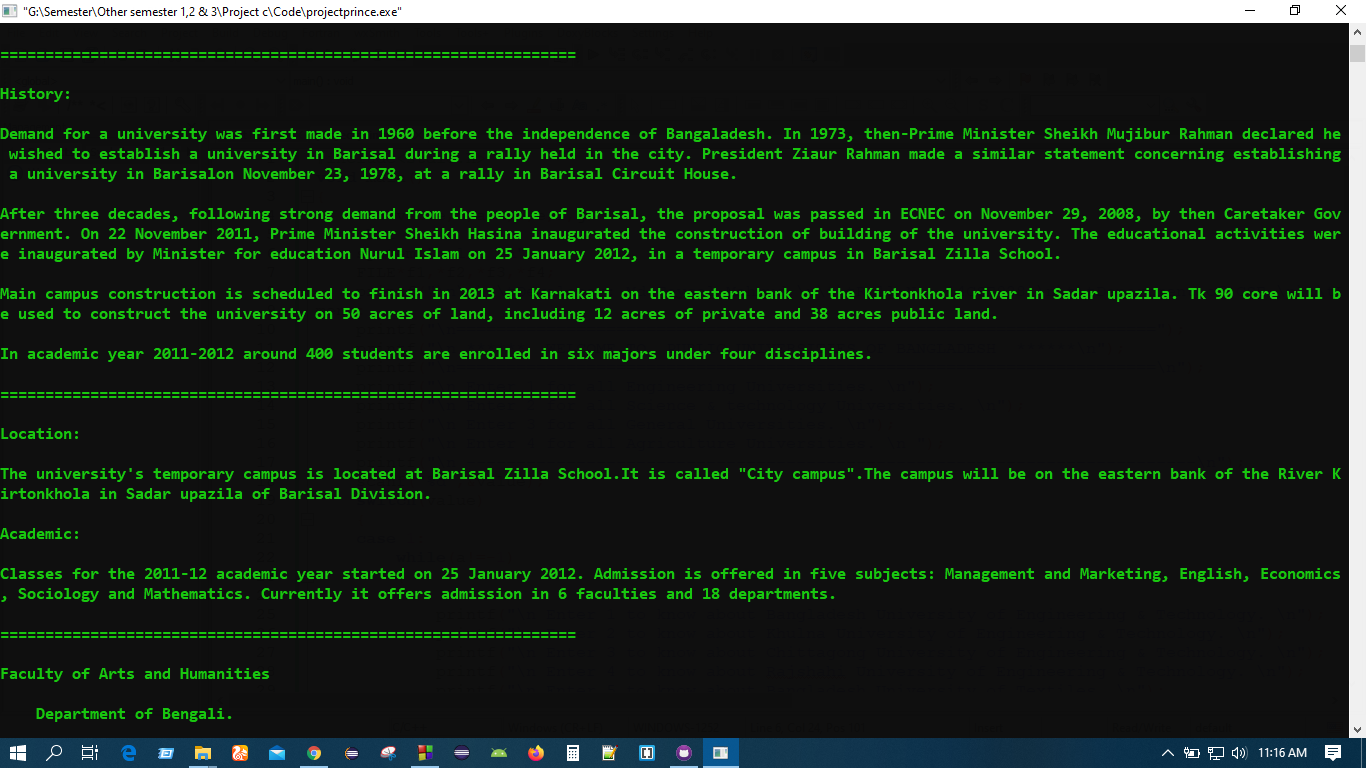 "G:\Semester\Other semester 1,2 & 3\Project c\Code\projectprince.exe"
================================================================
History:
Demand for a university was first made in 1960 before the independence of Bangaladesh. In 1973, then-Prime Minister Sheikh Mujibur Rahman declared he
wished to establish a university in Barisal during a rally held in the city. President Ziaur Rahman made a similar statement concerning establishing
a university in Barisalon November 23, 1978, at a rally in Barisal Circuit House.
After three decades, following strong demand from the people of Barisal, the proposal was passed in ECNEC on November 29, 2008, by then Caretaker Gov
ernment. On 22 November 2011, Prime Minister Sheikh Hasina inaugurated the construction of building of the university. The educational activities wer
e inaugurated by Minister for education Nurul Islam on 25 January 2012, in a temporary campus in Barisal Zilla School.
Main campus construction is scheduled to finish in 2013 at Karnakati on the eastern bank of the Kirtonkhola river in Sadar upazila. Tk 90 core will b
e used to construct the university on 50 acres of land, including 12 acres of private and 38 acres public land.
In academic year 2011-2012 around 400 students are enrolled in six majors under four disciplines.
================================================================
Location:
The university's temporary campus is located at Barisal Zilla School.It is called "City campus".The campus will be on the eastern bank of the River K
irtonkhola in Sadar upazila of Barisal Division.
Academic:
Classes for the 2011-12 academic year started on 25 January 2012. Admission is offered in five subjects: Management and Marketing, English, Economics
, Sociology and Mathematics. Currently it offers admission in 6 faculties and 18 departments.
================================================================
Faculty of Arts and Humanities
Department of Bengali.
11:16 AM